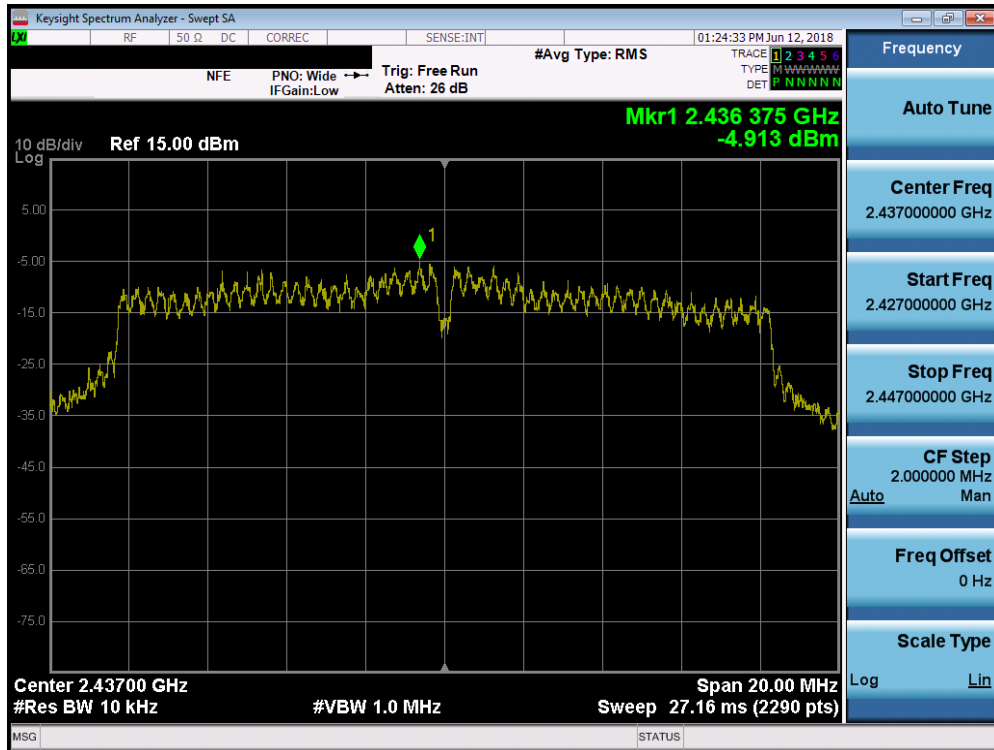 Keysight Spectrum Analyzer - Swept SA
LXI RF 50 Ω DC CORREC SENSE:INT 01:24:33 PM Jun 12, 2018
#Avg Type: RMS TRACE 1 2 3 4 5 6
NFE PNO: Wide Trig: Free Run TYPE M W W W W W
IFGain:Low Atten: 26 dB DET P N N N N N
Mkr1 2.436 375 GHz
-4.913 dBm
10 dB/div Ref 15.00 dBm
Log
1
5.00
-5.00
-15.0
-25.0
-35.0
-45.0
-55.0
-65.0
-75.0
Center 2.43700 GHz Span 20.00 MHz
#Res BW 10 kHz #VBW 1.0 MHz Sweep 27.16 ms (2290 pts)
MSG STATUS
Frequency
Auto Tune
Center Freq
2.437000000 GHz
Start Freq
2.427000000 GHz
Stop Freq
2.447000000 GHz
CF Step
2.000000 MHz
Auto Man
Freq Offset
0 Hz
Scale Type
Log Lin